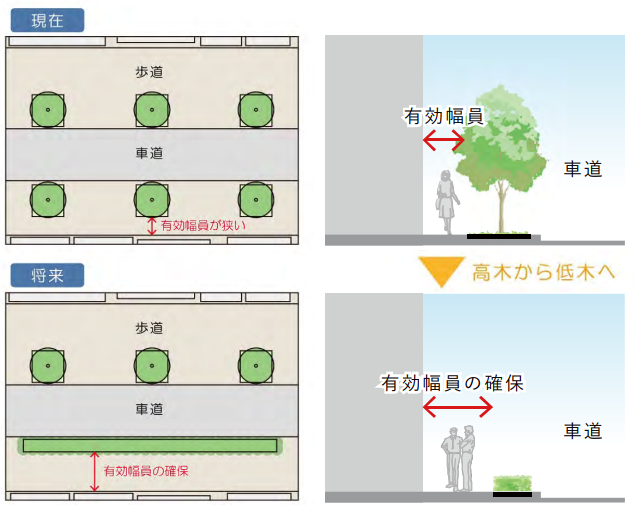 現在
歩道
車道
有効幅員が狭い
有効幅員
車道
高木から低木へ
将来
歩道
車道
有効幅員の確保
有効幅員の確保
車道